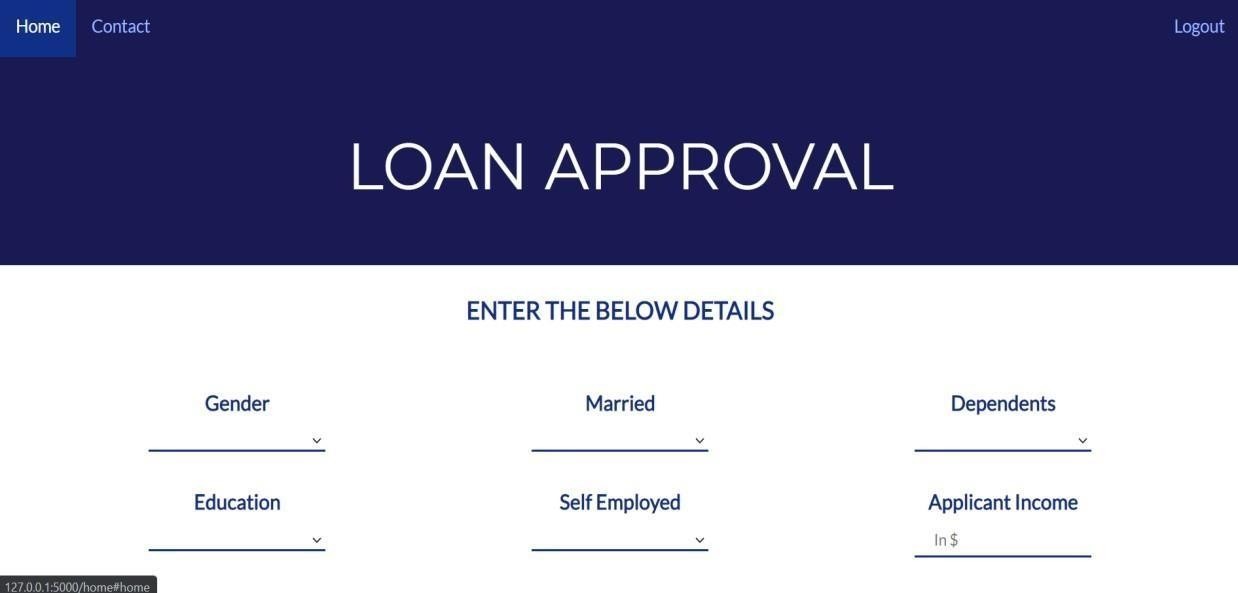 Home Contact Logout
LOAN APPROVAL
ENTER THE BELOW DETAILS
Gender Married Dependents
Education Self Employed Applicant Income
In $
127.0.0.1:5000/home#home